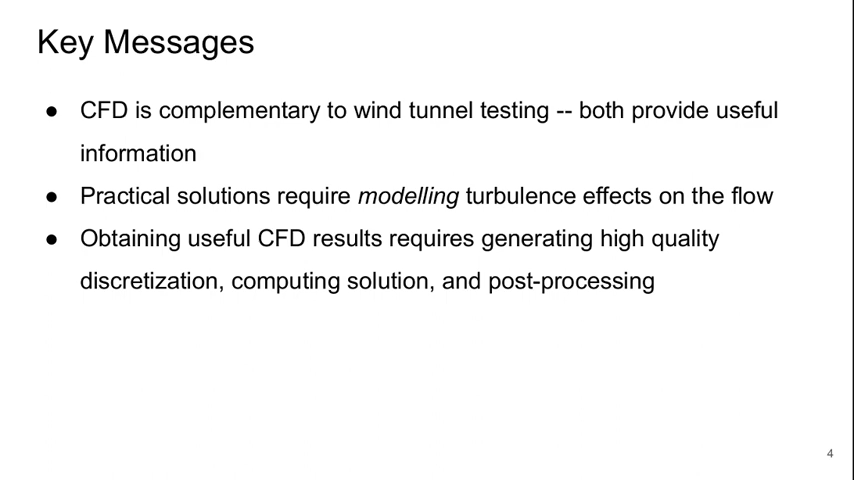 Key Messages
● CFD is complementary to wind tunnel testing -- both provide useful
information
● Practical solutions require modelling turbulence effects on the flow
● Obtaining useful CFD results requires generating high quality
discretization, computing solution, and post-processing
4